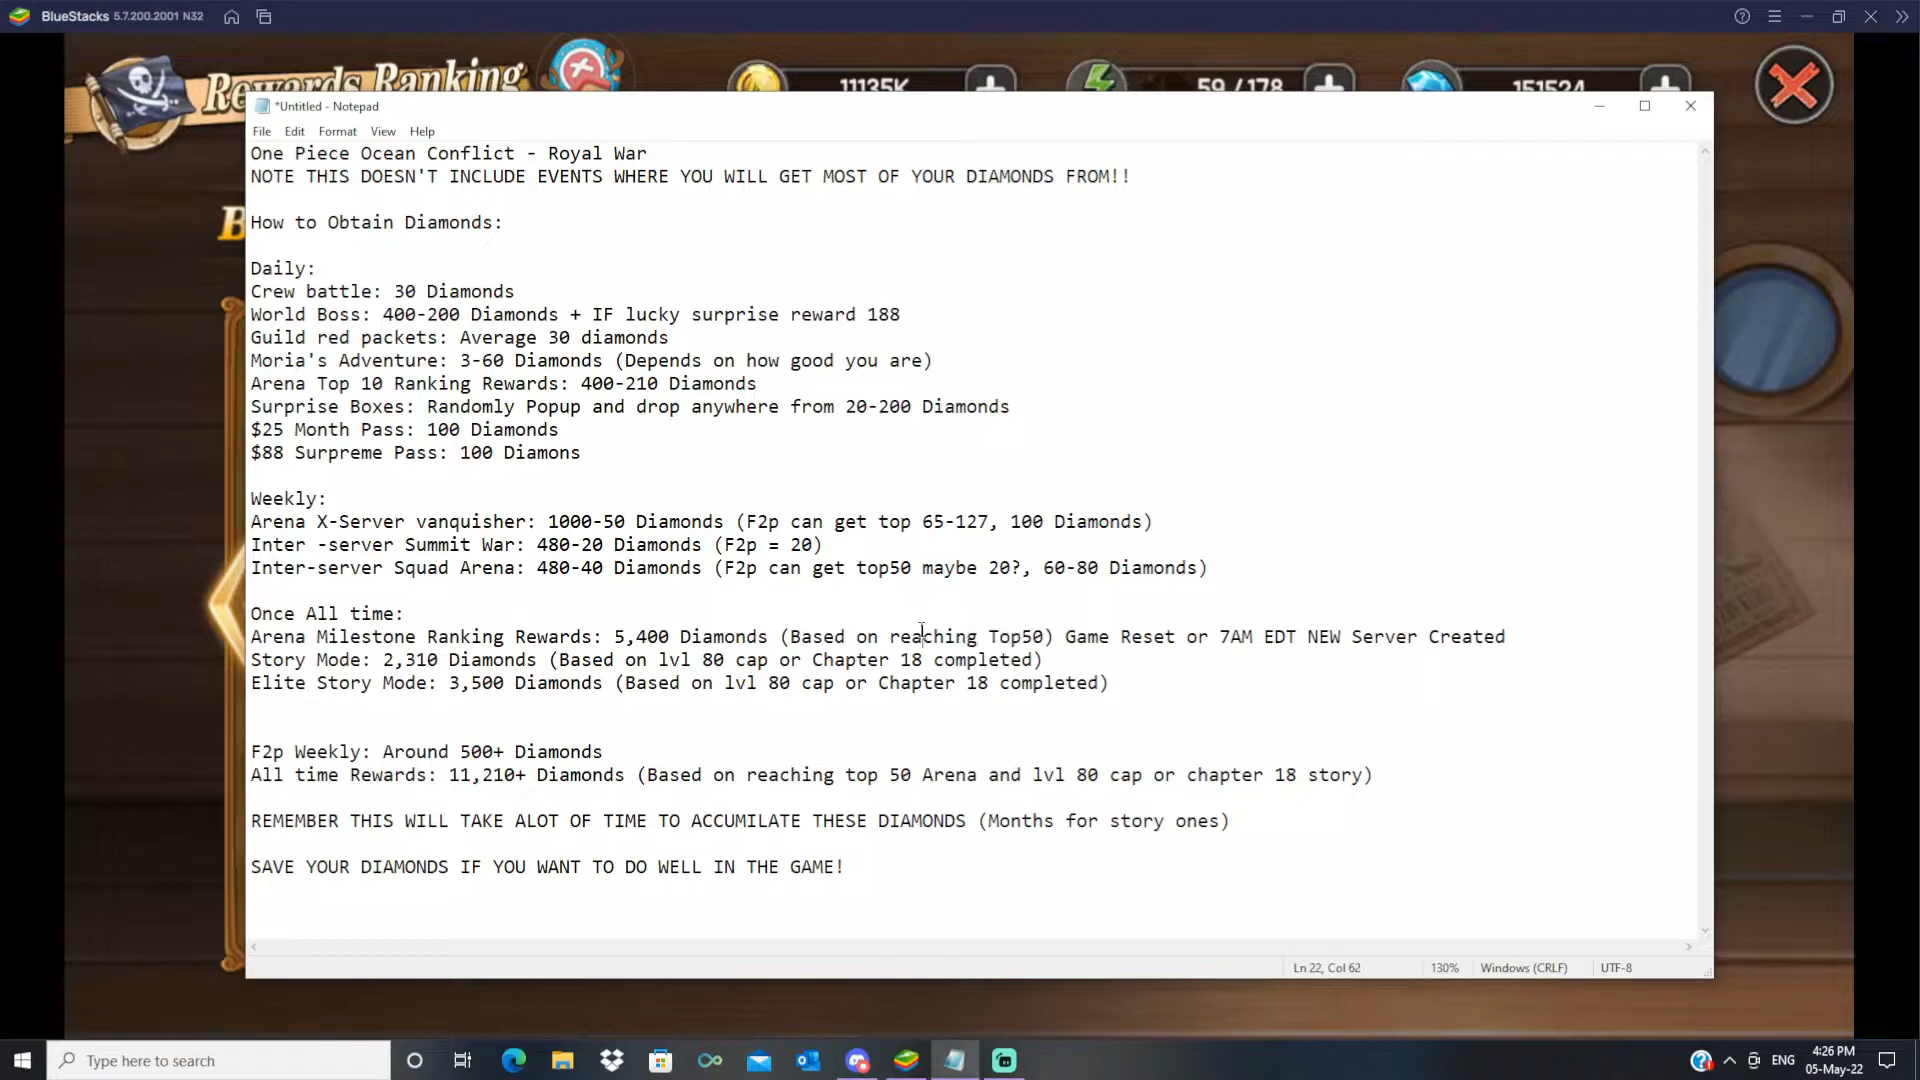 BlueStacks 5.7.200.2001 N32
Rewards Ranking
11135K
59/178
151524
*Untitled - Notepad
File Edit Format View Help
One Piece Ocean Conflict - Royal War
NOTE THIS DOESN'T INCLUDE EVENTS WHERE YOU WILL GET MOST OF YOUR DIAMONDS FROM!!
How to Obtain Diamonds:
Daily:
Crew battle: 30 Diamonds
World Boss: 400-200 Diamonds + IF lucky surprise reward 188
Guild red packets: Average 30 diamonds
Moria's Adventure: 3-60 Diamonds (Depends on how good you are)
Arena Top 10 Ranking Rewards: 400-210 Diamonds
Surprise Boxes: Randomly Popup and drop anywhere from 20-200 Diamonds
$25 Month Pass: 100 Diamonds
$88 Surpreme Pass: 100 Diamons
Weekly:
Arena X-Server vanquisher: 1000-50 Diamonds (F2p can get top 65-127, 100 Diamonds)
Inter -server Summit War: 480-20 Diamonds (F2p = 20)
Inter-server Squad Arena: 480-40 Diamonds (F2p can get top50 maybe 20?, 60-80 Diamonds)
Once All time:
Arena Milestone Ranking Rewards: 5,400 Diamonds (Based on reaching Top50) Game Reset or 7AM EDT NEW Server Created
Story Mode: 2,310 Diamonds (Based on lvl 80 cap or Chapter 18 completed)
Elite Story Mode: 3,500 Diamonds (Based on lvl 80 cap or Chapter 18 completed)
F2p Weekly: Around 500+ Diamonds
All time Rewards: 11,210+ Diamonds (Based on reaching top 50 Arena and lvl 80 cap or chapter 18 story)
REMEMBER THIS WILL TAKE ALOT OF TIME TO ACCUMILATE THESE DIAMONDS (Months for story ones)
SAVE YOUR DIAMONDS IF YOU WANT TO DO WELL IN THE GAME!
Ln 22, Col 62 130% Windows (CRLF) UTF-8
Type here to search
ENG
4:26 PM
05-May-22